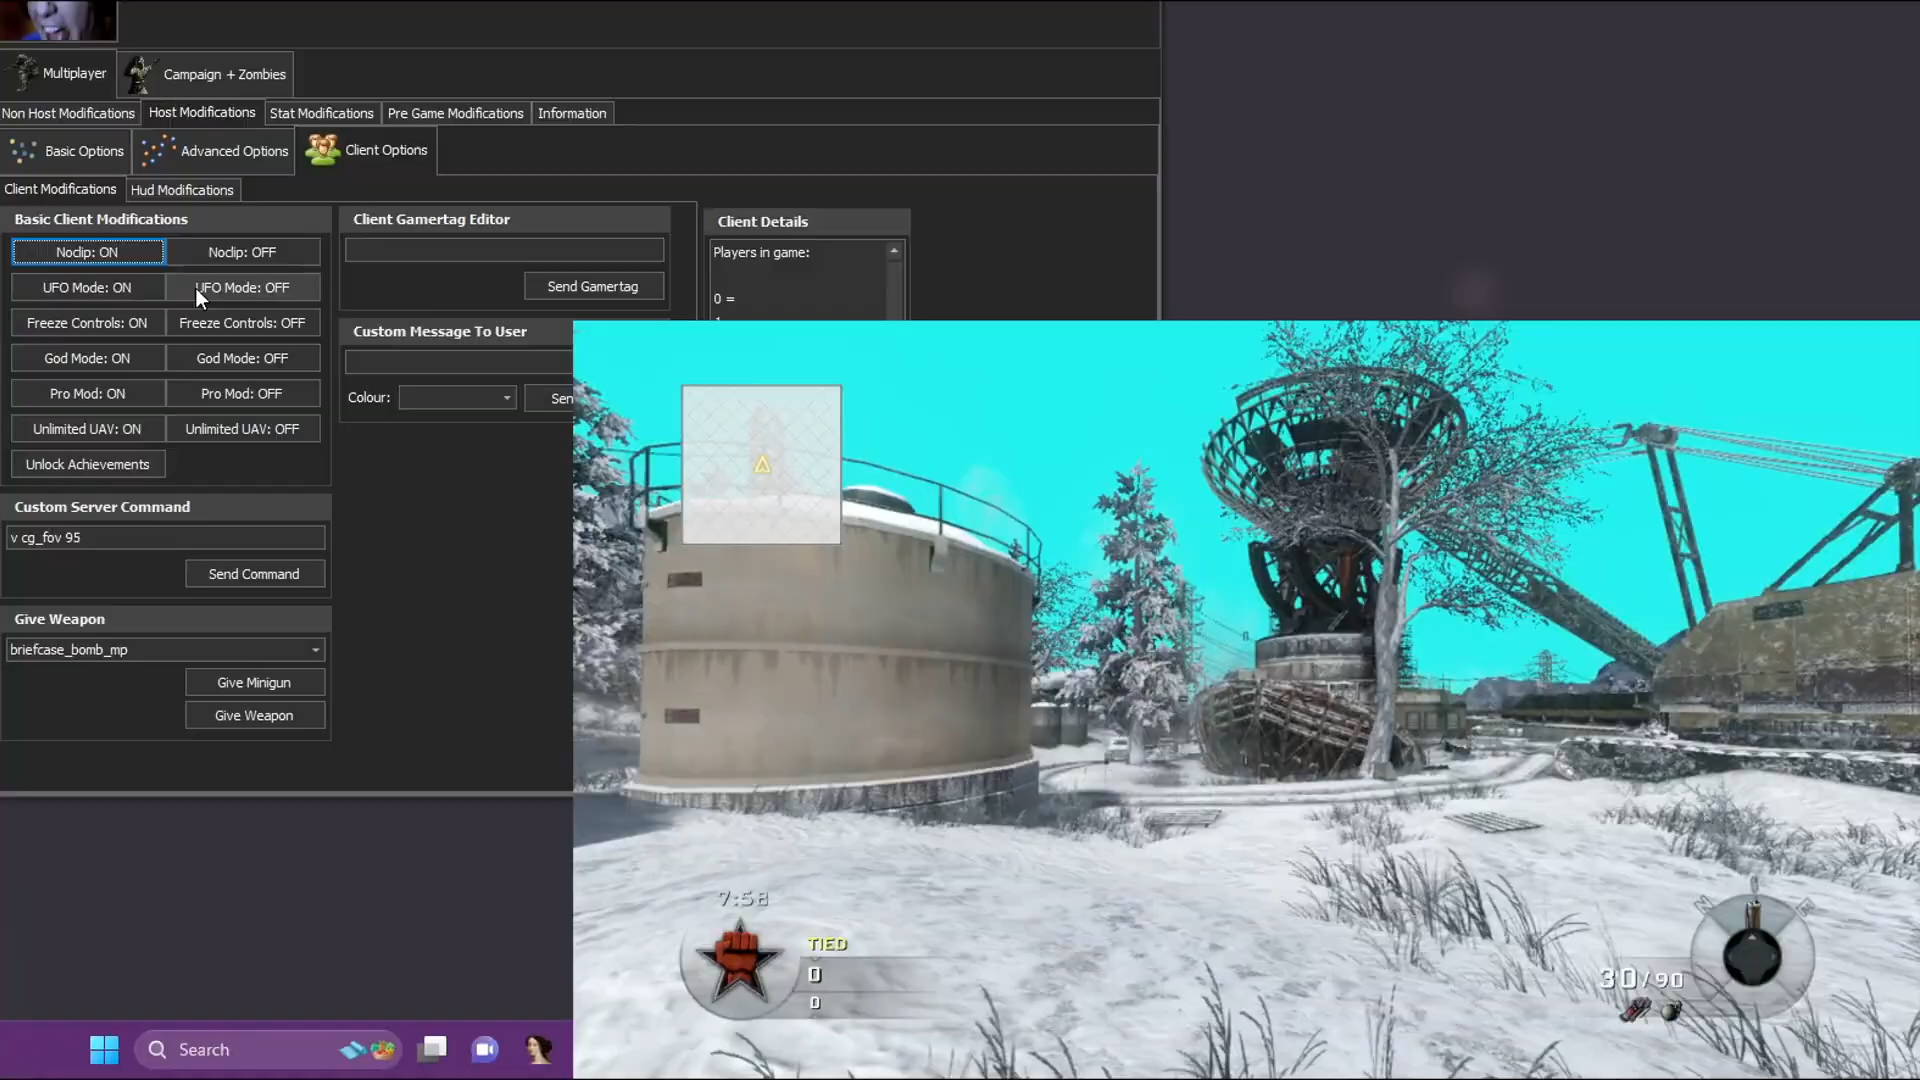 Multiplayer
Campaign + Zombies
Non Host Modifications
Host Modifications
Stat Modifications
Pre Game Modifications
Information
Basic Options
Advanced Options
Client Options
Client Modifications
Hud Modifications
Basic Client Modifications
Noclip: ON
Noclip: OFF
UFO Mode: ON
UFO Mode: OFF
Freeze Controls: ON
Freeze Controls: OFF
God Mode: ON
God Mode: OFF
Pro Mod: ON
Pro Mod: OFF
Unlimited UAV: ON
Unlimited UAV: OFF
Unlock Achievements
Custom Server Command
v cg_fov 95
Send Command
Give Weapon
briefcase_bomb_mp
Give Minigun
Give Weapon
Client Gamertag Editor
Send Gamertag
Custom Message To User
Colour:
Sen
Client Details
Players in game:
0 =
7:58
TIED
0
0
30/90
N
Search